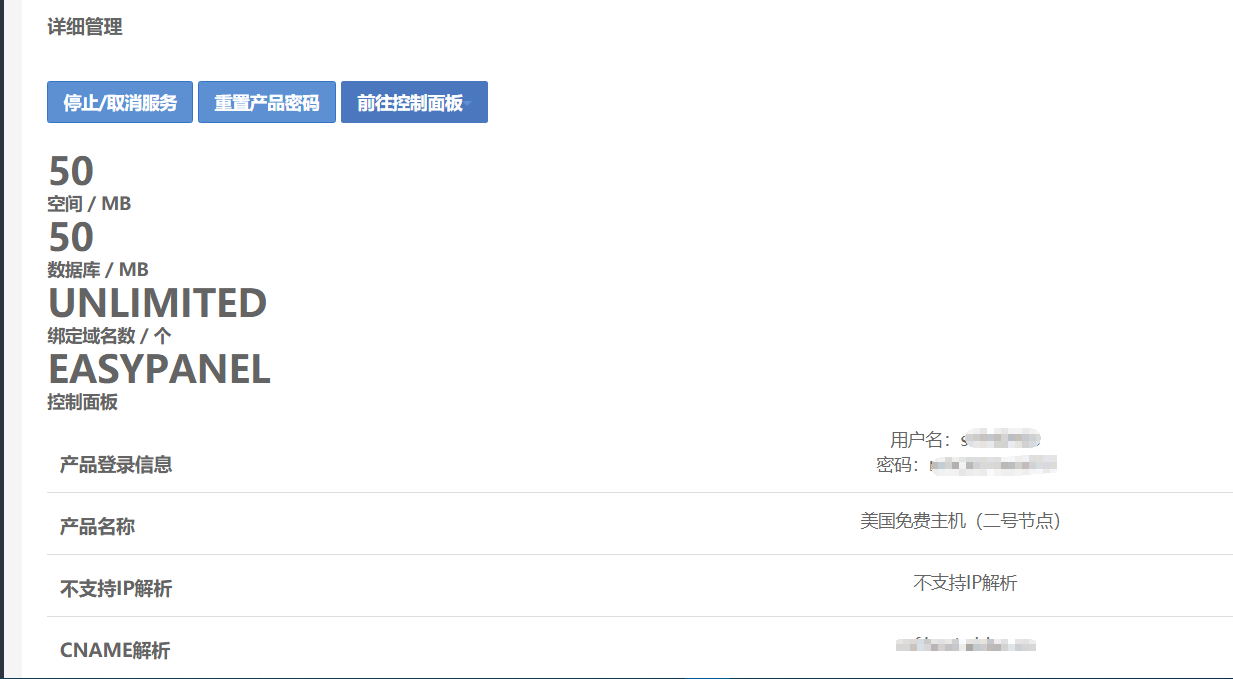 详细管理
停止/取消服务 重置产品密码 前往控制面板
50
空间 / MB
50
数据库 / MB
UNLIMITED
绑定域名数 / 个
EASYPANEL
控制面板
产品登录信息
用户名：
密码：
产品名称 美国免费主机（二号节点）
不支持IP解析 不支持IP解析
CNAME解析